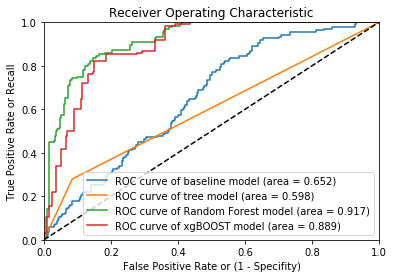 Receiver Operating Characteristic
True Positive Rate or Recall
1.0
0.8
0.6
0.4
0.2
0.0
ROC curve of baseline model (area = 0.652)
ROC curve of tree model (area = 0.598)
ROC curve of Random Forest model (area = 0.917)
ROC curve of xgBOOST model (area = 0.889)
0.0 0.2 0.4 0.6 0.8 1.0
False Positive Rate or (1 - Specifity)